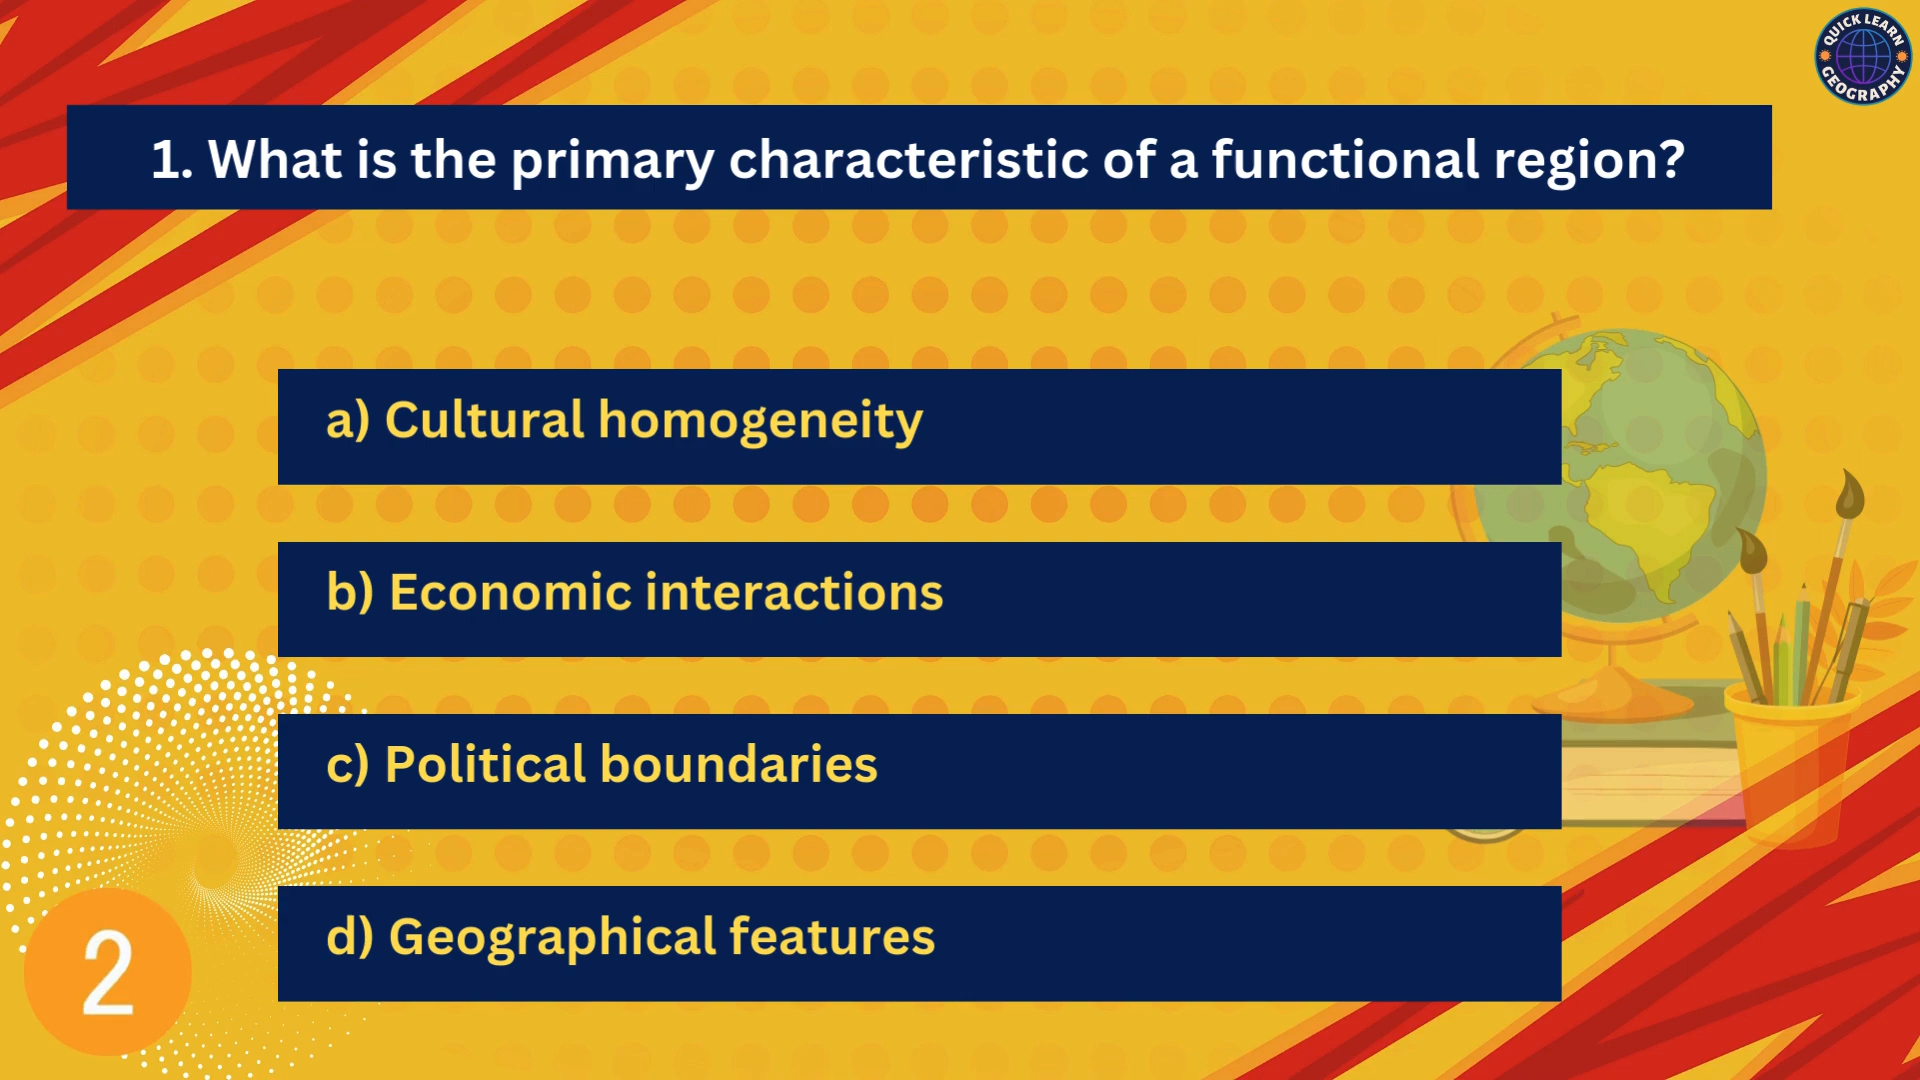 QUICK LEARN
GEOGRAPHY
1. What is the primary characteristic of a functional region?
a) Cultural homogeneity
b) Economic interactions
c) Political boundaries
d) Geographical features
2